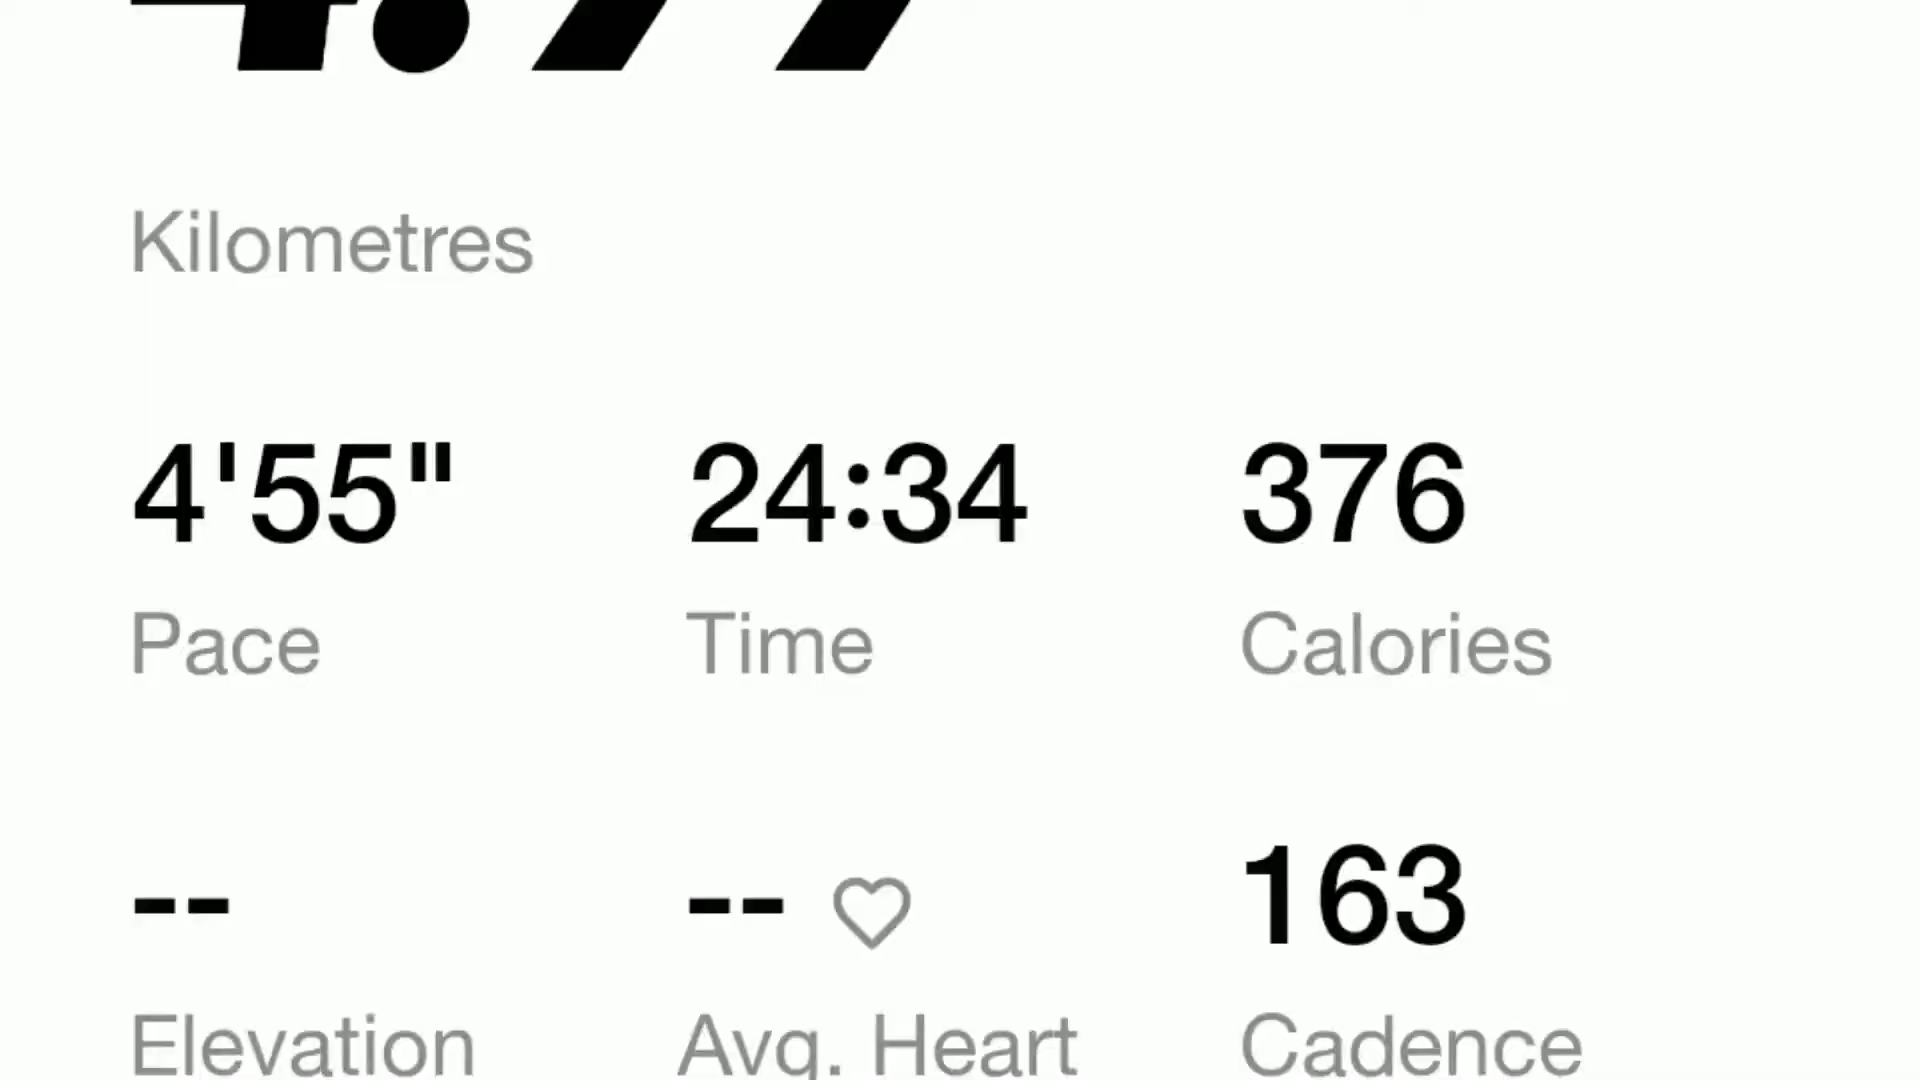 Kilometres
4'55" 24:34 376
Pace Time Calories
-- -- 163
Elevation Avg. Heart Cadence